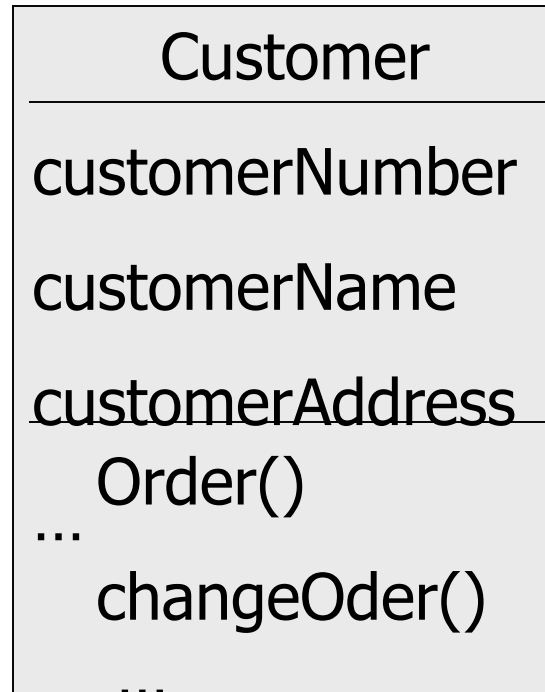 Customer
customerNumber
customerName
customerAddress
Order()
...
changeOder()
...